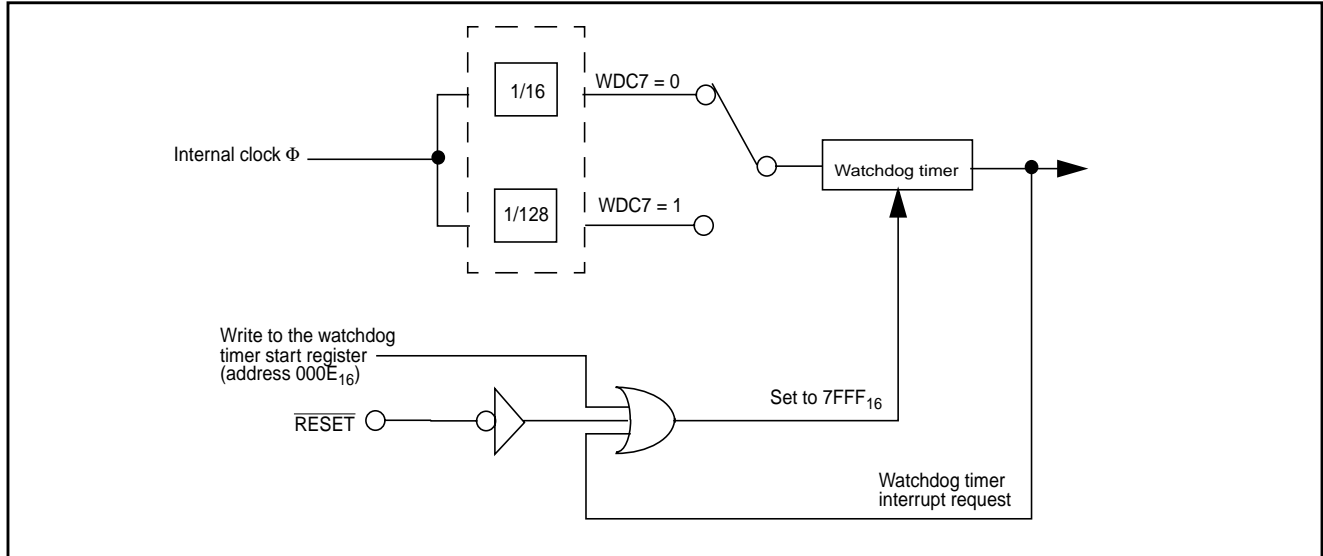 1/16
WDC7 = 0
Internal clock Φ
Watchdog timer
1/128
WDC7 = 1
Write to the watchdog
timer start register
(address 000E₁₆)
Set to 7FFF₁₆
RESET
Watchdog timer
interrupt request